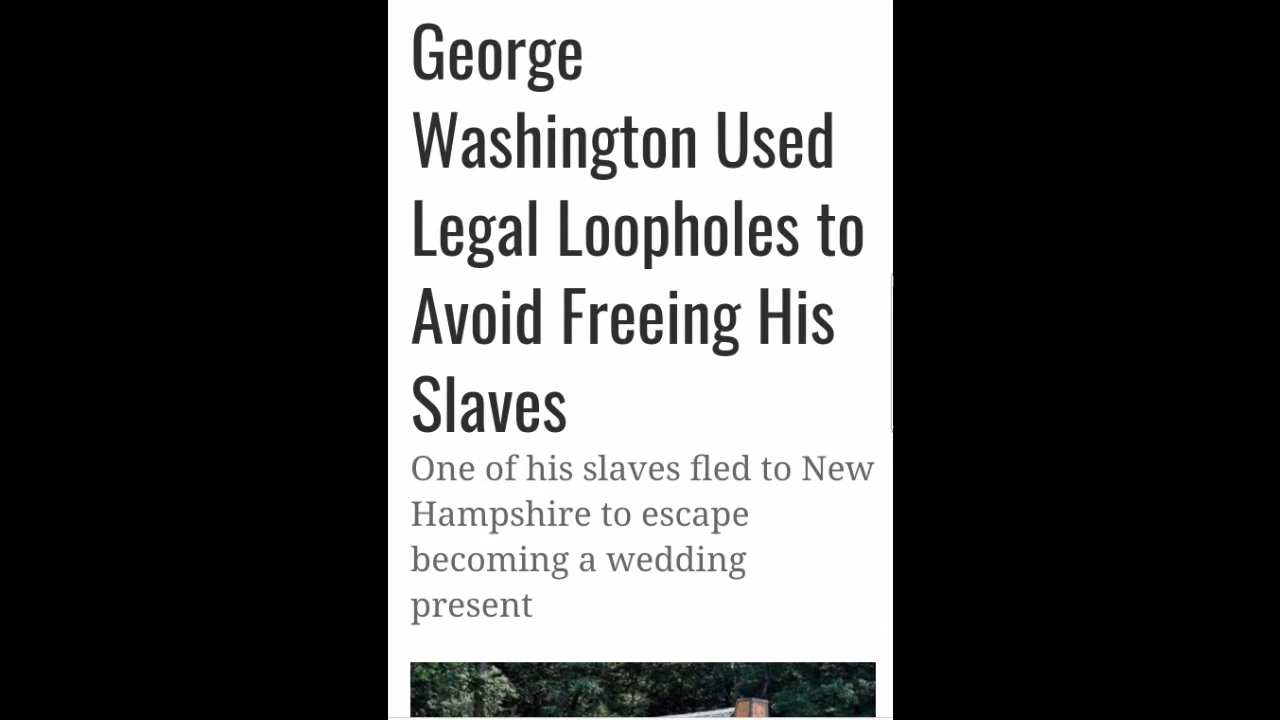 George
Washington Used
Legal Loopholes to
Avoid Freeing His
Slaves
One of his slaves fled to New
Hampshire to escape
becoming a wedding
present